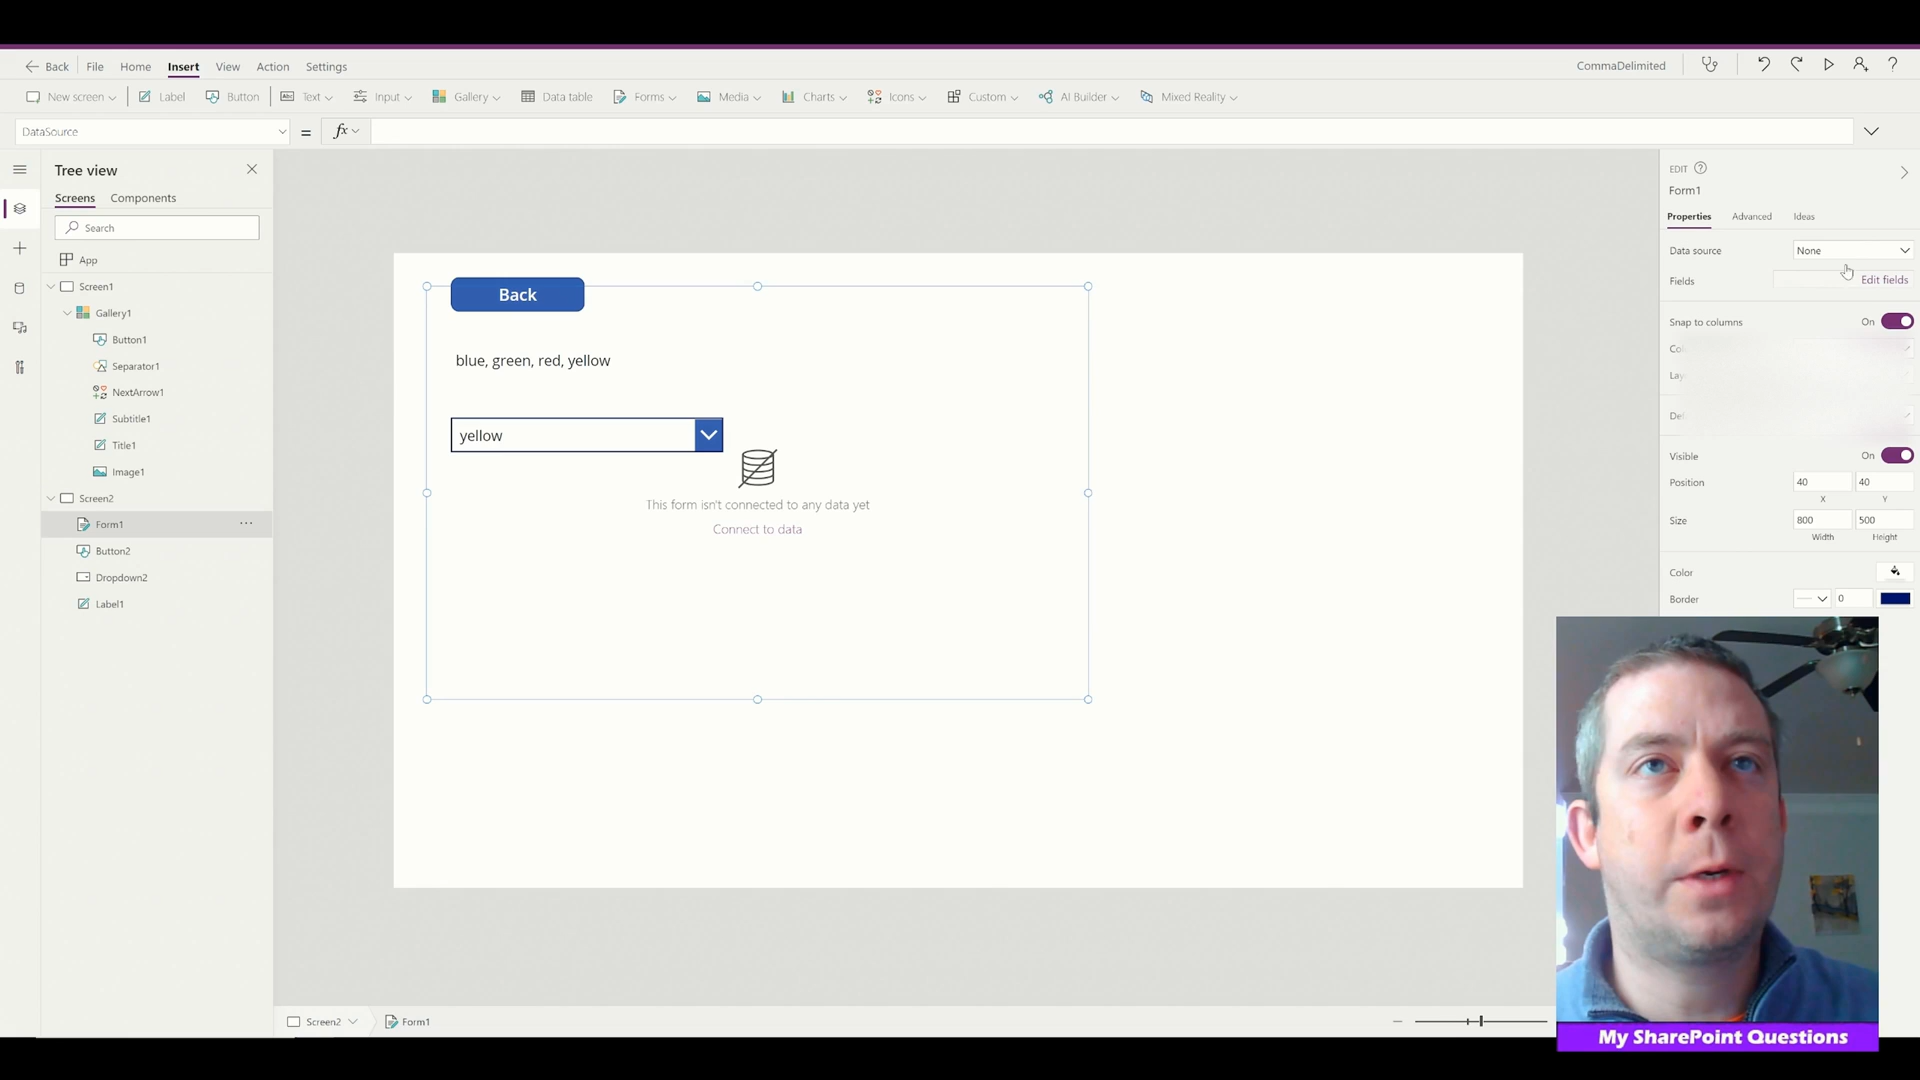 Back File Home Insert View Action Settings CommaDelimited ?
New screen Label Button Abc Text Input Gallery Data table Forms Media Charts Icons Custom AI Builder Mixed Reality
DataSource = fx
Tree view
Screens Components
Search
App
Screen1
Gallery1
Button1
Separator1
NextArrow1
Subtitle1
Title1
Image1
Screen2
Form1 ...
Button2
Dropdown2
Label1
Back
blue, green, red, yellow
yellow
This form isn't connected to any data yet
Connect to data
EDIT ?
Form1
Properties Advanced Ideas
Data source None
Fields Edit fields
Snap to columns On
Visible On
Position 40 40
X Y
Size 800 500
Width Height
Color
Border 0
Screen2 Form1
My SharePoint Questions